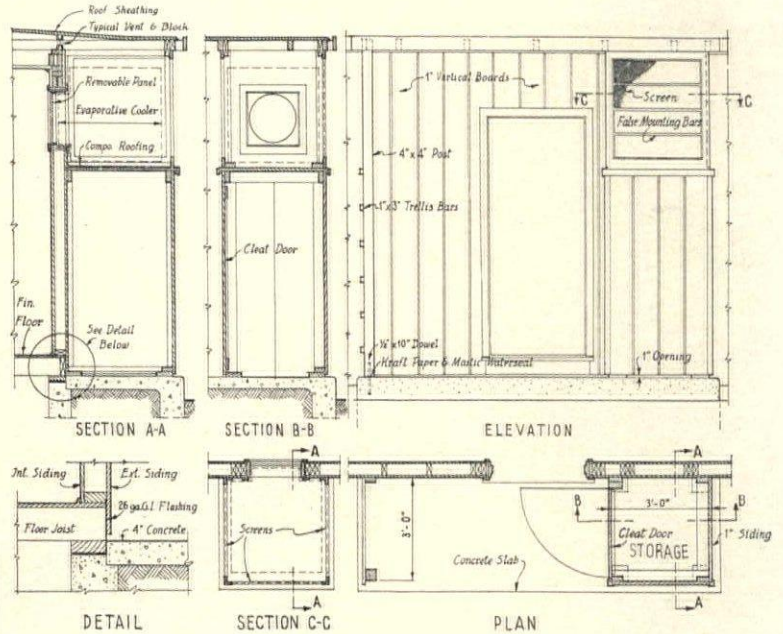 Roof Sheathing
Typical Vent & Block
Removable Panel
Evaporative Cooler
Compo. Roofing
Fin.
Floor
See Detail
Below
SECTION A-A
Cleat Door
SECTION B-B
1" Vertical Boards
C
C
Screen
False Mounting Bars
4"x 4" Post
1"x3" Trellis Bars
½"x10" Dowel
Kraft Paper & Mastic Waterseal
1" Opening
ELEVATION
Int. Siding
Ext. Siding
26 ga. G.I. Flashing
Floor Joist
4" Concrete
DETAIL
A
Screens
A
SECTION C-C
3'-0"
Concrete Slab
PLAN
A
B
3'-0"
B
Cleat Door
STORAGE
1" Siding
A